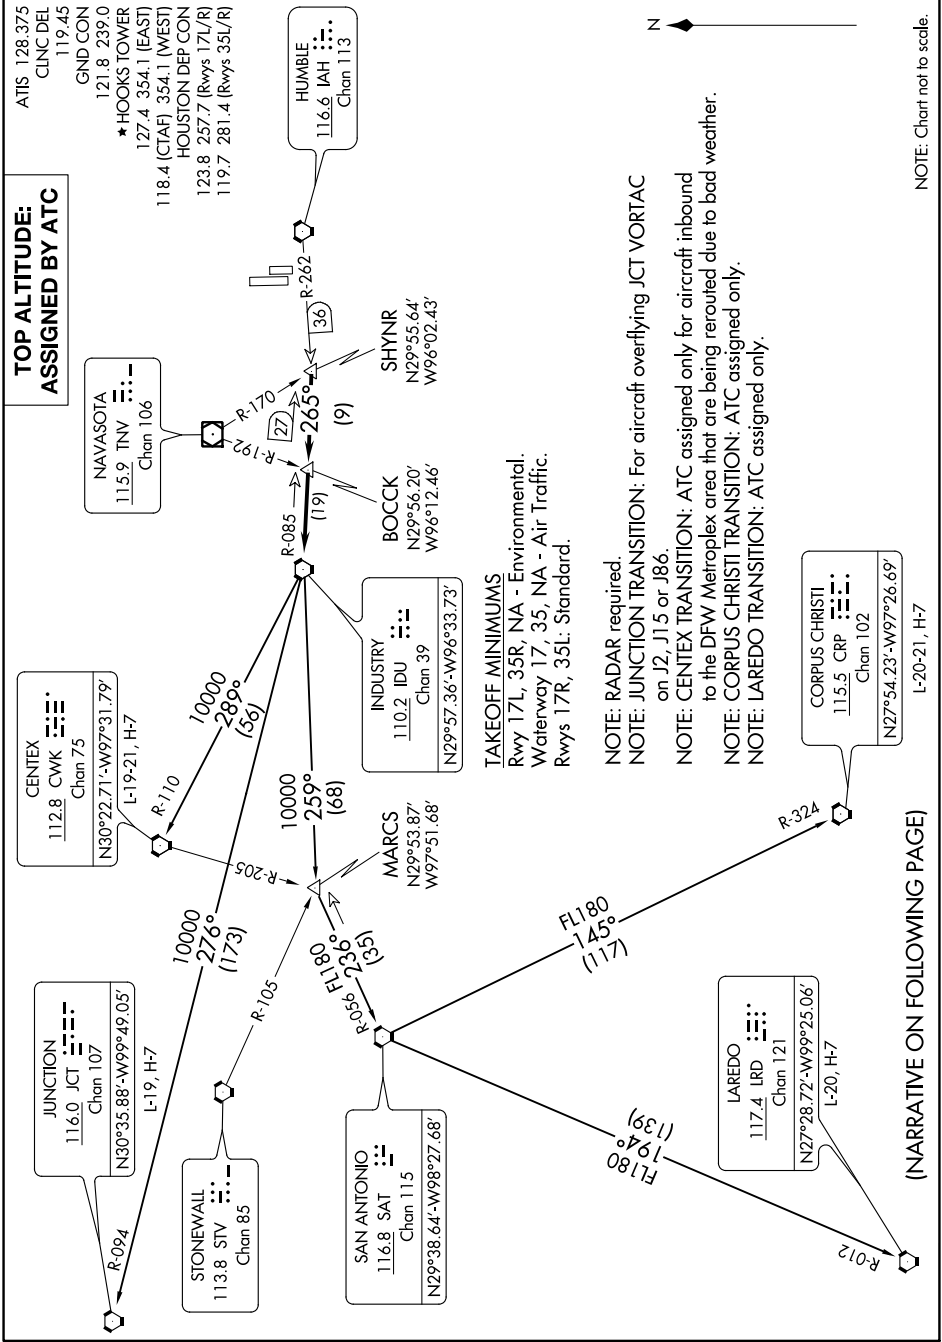 TOP ALTITUDE:
ASSIGNED BY ATC
ATIS 128.375
CLNC DEL
119.45
GND CON
121.8 239.0
★ HOOKS TOWER
127.4 354.1 (EAST)
118.4 (CTAF) 354.1 (WEST)
HOUSTON DEP CON
123.8 257.7 (Rwys 17L/R)
119.7 281.4 (Rwys 35L/R)
JUNCTION
116.0 JCT
Chan 107
N30°35.88'-W99°49.05'
L-19, H-7
CENTEX
112.8 CWK
Chan 75
N30°22.71'-W97°31.79'
L-19-21, H-7
NAVASOTA
115.9 TNV
Chan 106
HUMBLE
116.6 IAH
Chan 113
R-094
10000
276°
(173)
R-110
10000
289°
(56)
R-205
R-192
R-170
27
R-262
36
STONEWALL
113.8 STV
Chan 85
R-105
10000
259°
(68)
R-085
(19)
265°
(9)
SHYNR
N29°55.64'
W96°02.43'
BOCCK
N29°56.20'
W96°12.46'
INDUSTRY
110.2 IDU
Chan 39
N29°57.36'-W96°33.73'
MARCS
N29°53.87'
W97°51.68'
R-056
FL180
236°
(35)
SAN ANTONIO
116.8 SAT
Chan 115
N29°38.64'-W98°27.68'
TAKEOFF MINIMUMS
Rwy 17L, 35R, NA - Environmental.
Waterway 17, 35, NA - Air Traffic.
Rwys 17R, 35L: Standard.
NOTE: RADAR required.
NOTE: JUNCTION TRANSITION: For aircraft overflying JCT VORTAC
on J2, J15 or J86.
NOTE: CENTEX TRANSITION: ATC assigned only for aircraft inbound
to the DFW Metroplex area that are being rerouted due to bad weather.
NOTE: CORPUS CHRISTI TRANSITION: ATC assigned only.
NOTE: LAREDO TRANSITION: ATC assigned only.
N
FL180
194°
(139)
R-012
FL180
145°
(117)
R-324
LAREDO
117.4 LRD
Chan 121
N27°28.72'-W99°25.06'
L-20, H-7
CORPUS CHRISTI
115.5 CRP
Chan 102
N27°54.23'-W97°26.69'
L-20-21, H-7
(NARRATIVE ON FOLLOWING PAGE)
NOTE: Chart not to scale.